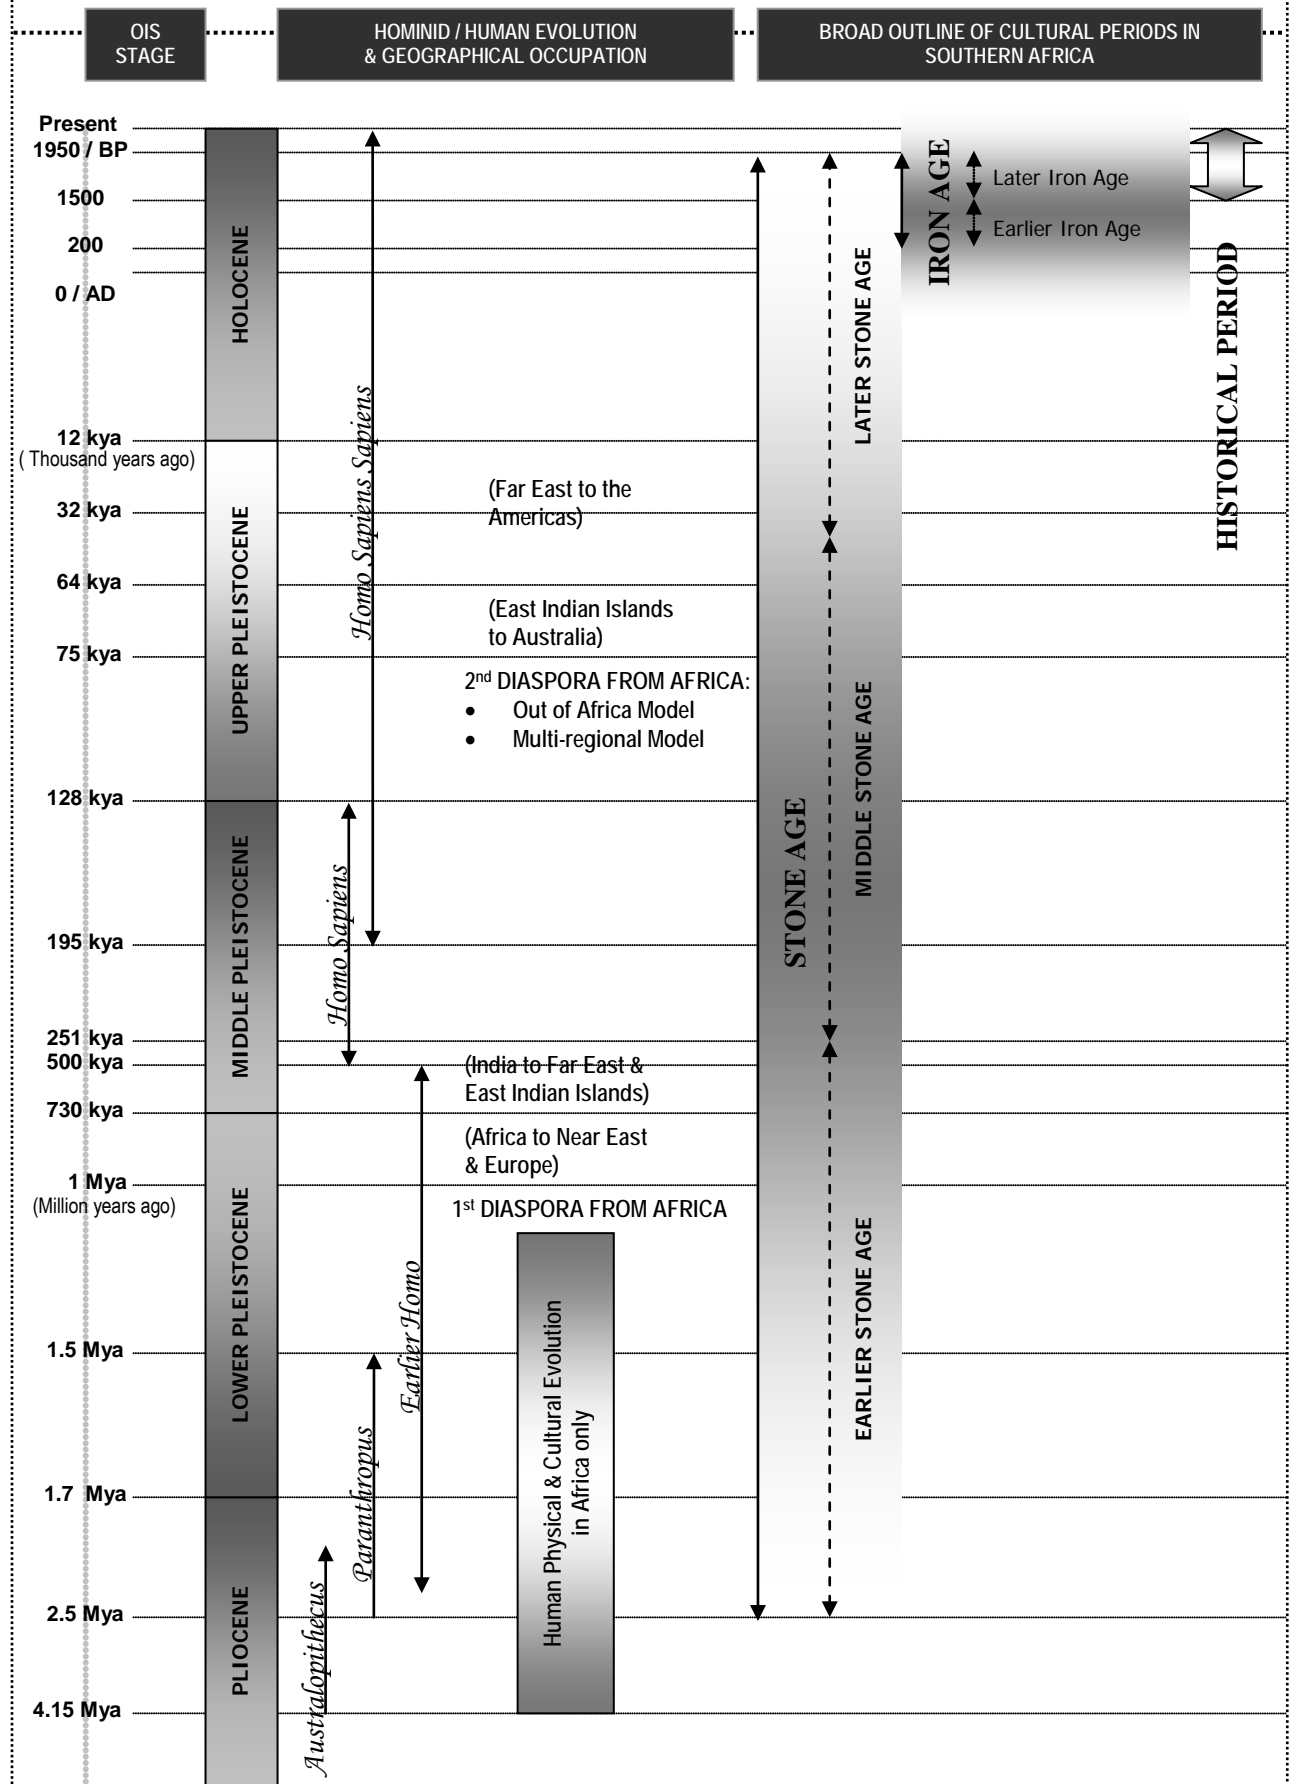 OIS
STAGE
HOMINID / HUMAN EVOLUTION
& GEOGRAPHICAL OCCUPATION
BROAD OUTLINE OF CULTURAL PERIODS IN
SOUTHERN AFRICA
Present
1950 / BP
1500
200
0 / AD
12 kya
( Thousand years ago)
32 kya
64 kya
75 kya
128 kya
195 kya
251 kya
500 kya
730 kya
1 Mya
(Million years ago)
1.5 Mya
1.7 Mya
2.5 Mya
4.15 Mya
HOLOCENE
UPPER PLEISTOCENE
MIDDLE PLEISTOCENE
LOWER PLEISTOCENE
PLIOCENE
Homo Sapiens Sapiens
Homo Sapiens
Earlier Homo
Paranthropus
Australopithecus
(Far East to the
Americas)
(East Indian Islands
to Australia)
2nd DIASPORA FROM AFRICA:
• Out of Africa Model
• Multi-regional Model
(India to Far East &
East Indian Islands)
(Africa to Near East
& Europe)
1st DIASPORA FROM AFRICA
Human Physical & Cultural Evolution
in Africa only
STONE AGE
LATER STONE AGE
MIDDLE STONE AGE
EARLIER STONE AGE
IRON AGE
Later Iron Age
Earlier Iron Age
HISTORICAL PERIOD